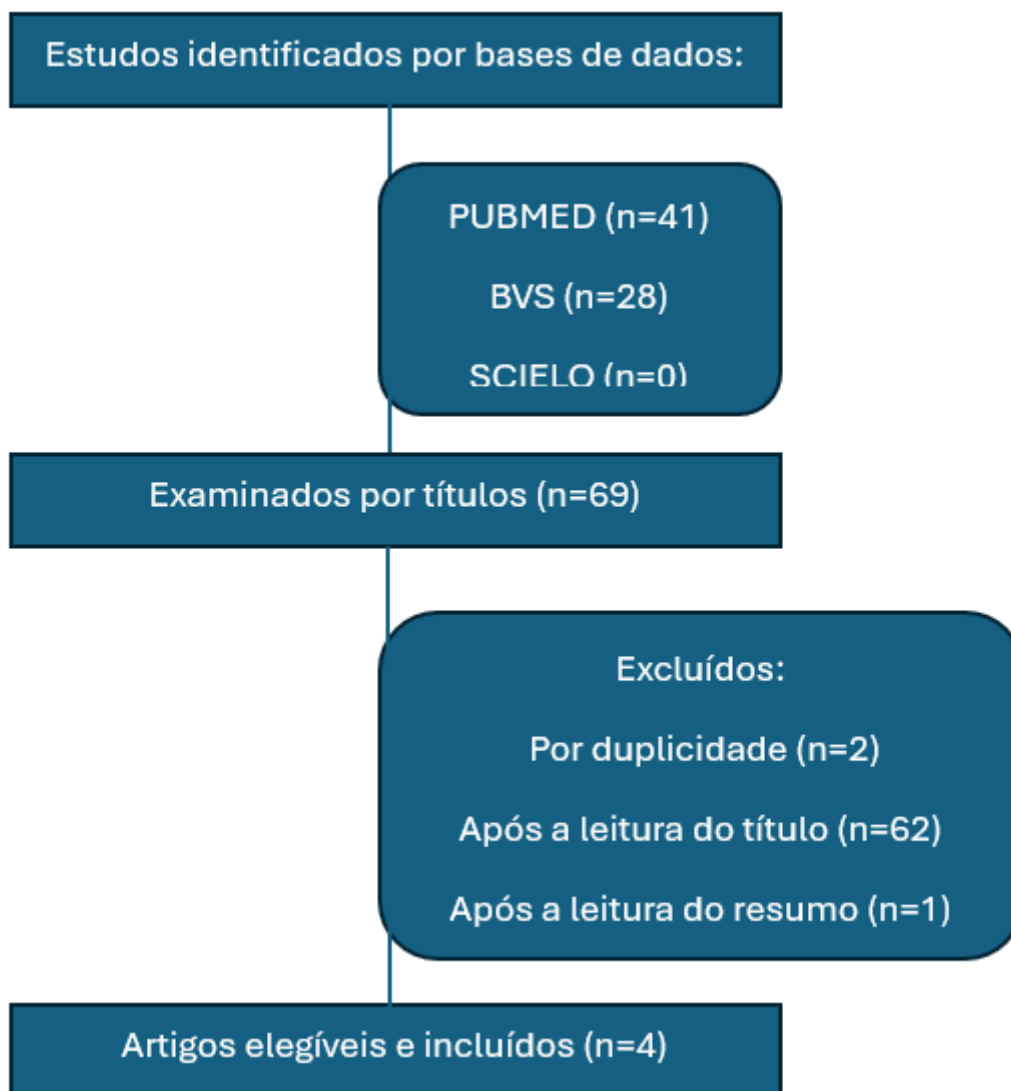 Estudos identificados por bases de dados:
PUBMED (n=41)
BVS (n=28)
SCIELO (n=0)
Examinados por títulos (n=69)
Excluídos:
Por duplicidade (n=2)
Após a leitura do título (n=62)
Após a leitura do resumo (n=1)
Artigos elegíveis e incluídos (n=4)